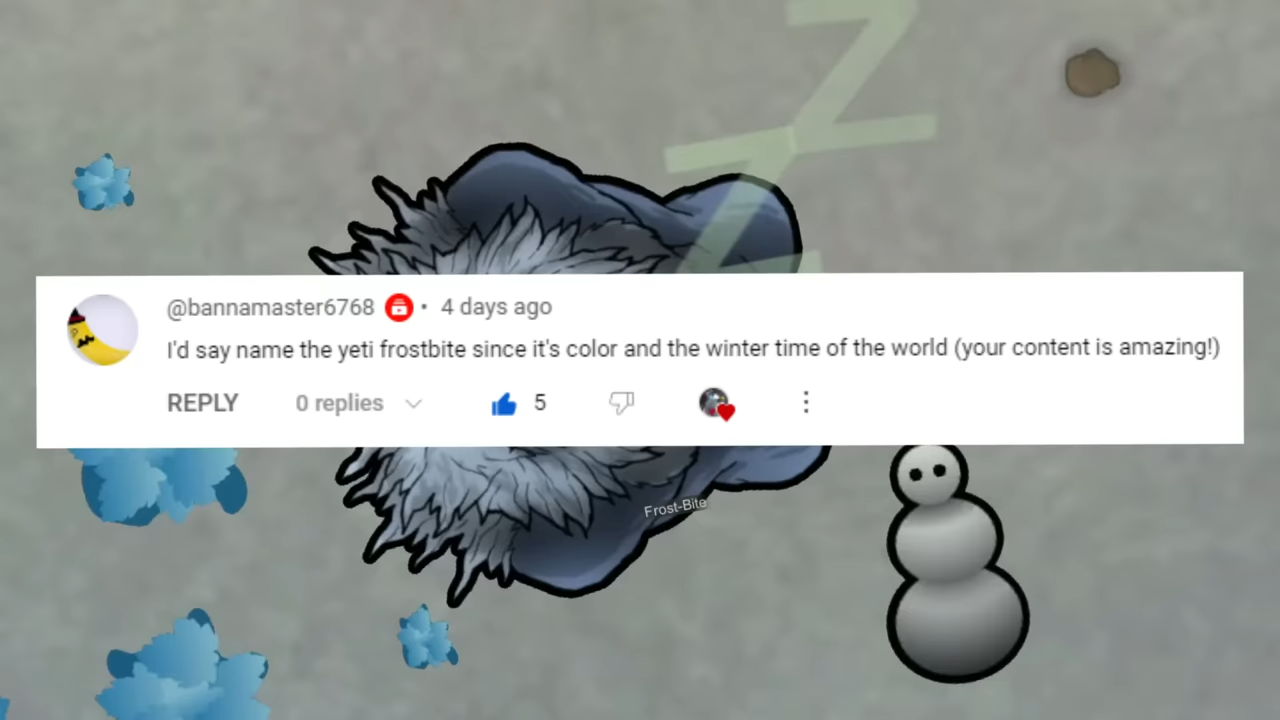 Z
Z
@bannamaster6768 • 4 days ago
I'd say name the yeti frostbite since it's color and the winter time of the world (your content is amazing!)
REPLY 0 replies 5
Frost-Bite